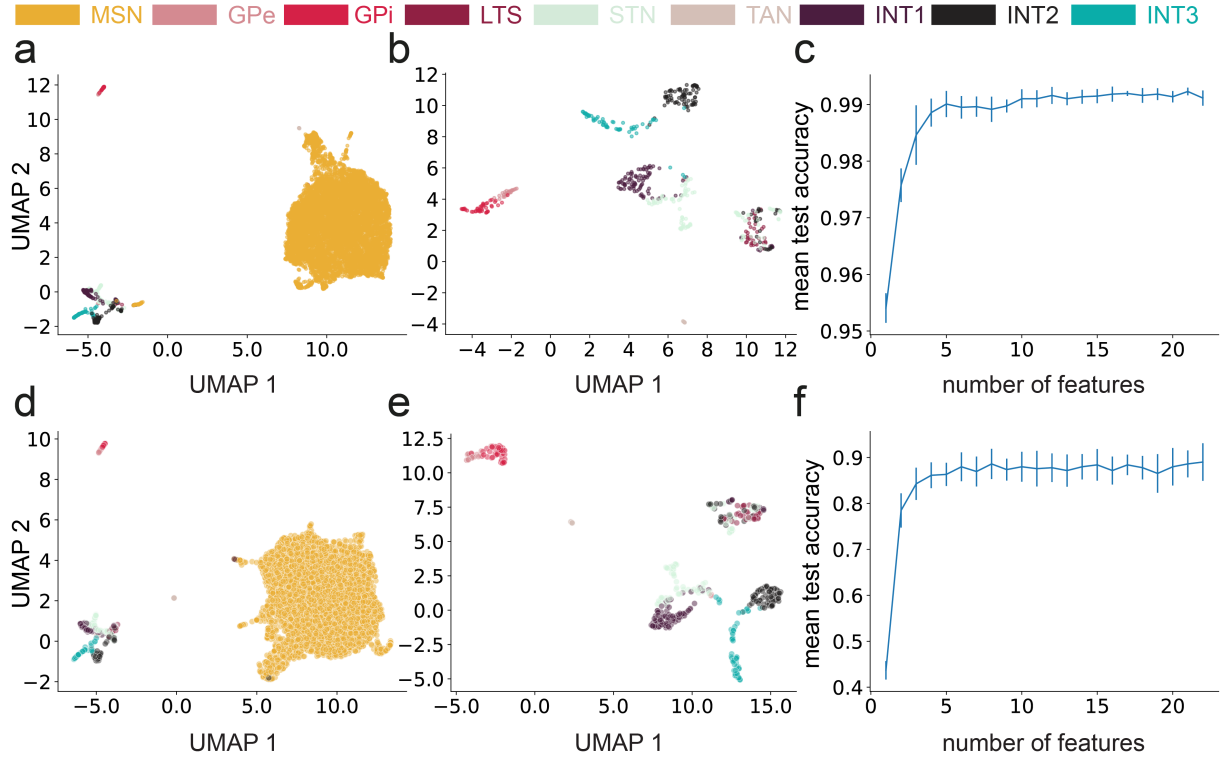 MSN GPe GPi LTS STN TAN INT1 INT2 INT3
a b c
12
10
8
6
4
2
0
−2
UMAP 2
−5.0 0.0 5.0 10.0
UMAP 1
12
10
8
6
4
2
0
−2
−4
−4 −2 0 2 4 6 8 10 12
UMAP 1
0.99
0.98
0.97
0.96
0.95
mean test accuracy
0 5 10 15 20
number of features
d e f
10
8
6
4
2
0
−2
UMAP 2
−5.0 0.0 5.0 10.0
UMAP 1
12.5
10.0
7.5
5.0
2.5
0.0
−2.5
−5.0
−5.0 0.0 5.0 10.0 15.0
UMAP 1
0.9
0.8
0.7
0.6
0.5
0.4
mean test accuracy
0 5 10 15 20
number of features